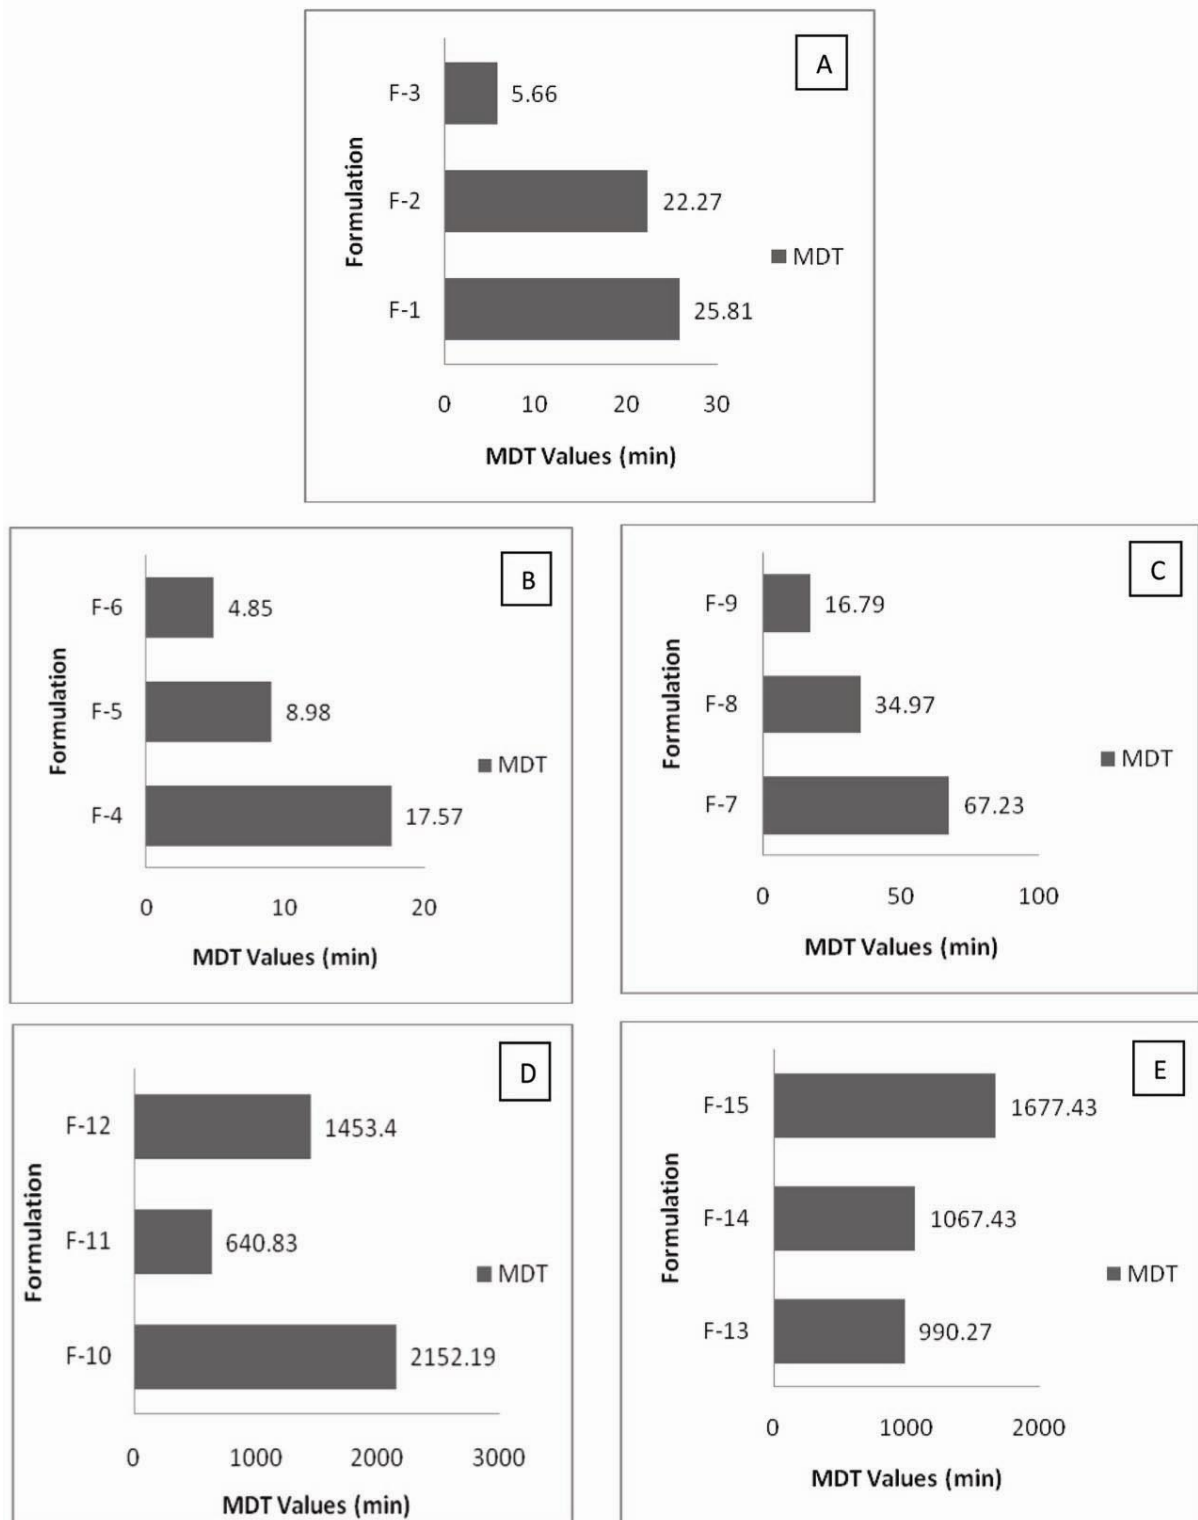 A
F-3
5.66
F-2
22.27
F-1
25.81
Formulation
MDT
0 10 20 30
MDT Values (min)
B
F-6
4.85
F-5
8.98
F-4
17.57
Formulation
MDT
0 10 20
MDT Values (min)
C
F-9
16.79
F-8
34.97
F-7
67.23
Formulation
MDT
0 50 100
MDT Values (min)
D
F-12
1453.4
F-11
640.83
F-10
2152.19
Formulation
MDT
0 1000 2000 3000
MDT Values (min)
E
F-15
1677.43
F-14
1067.43
F-13
990.27
Formulation
MDT
0 1000 2000
MDT Values (min)